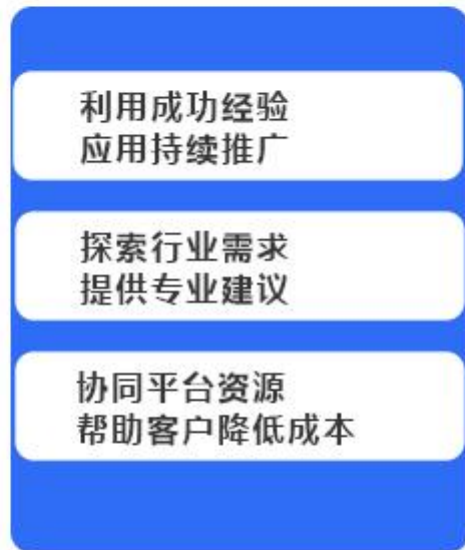 利用成功经验
应用持续推广
探索行业需求
提供专业建议
协同平台资源
帮助客户降低成本